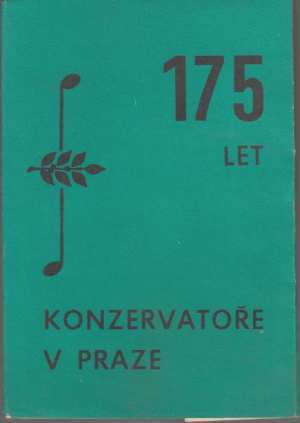 175
LET
KONZERVATOŘE
V PRAZE